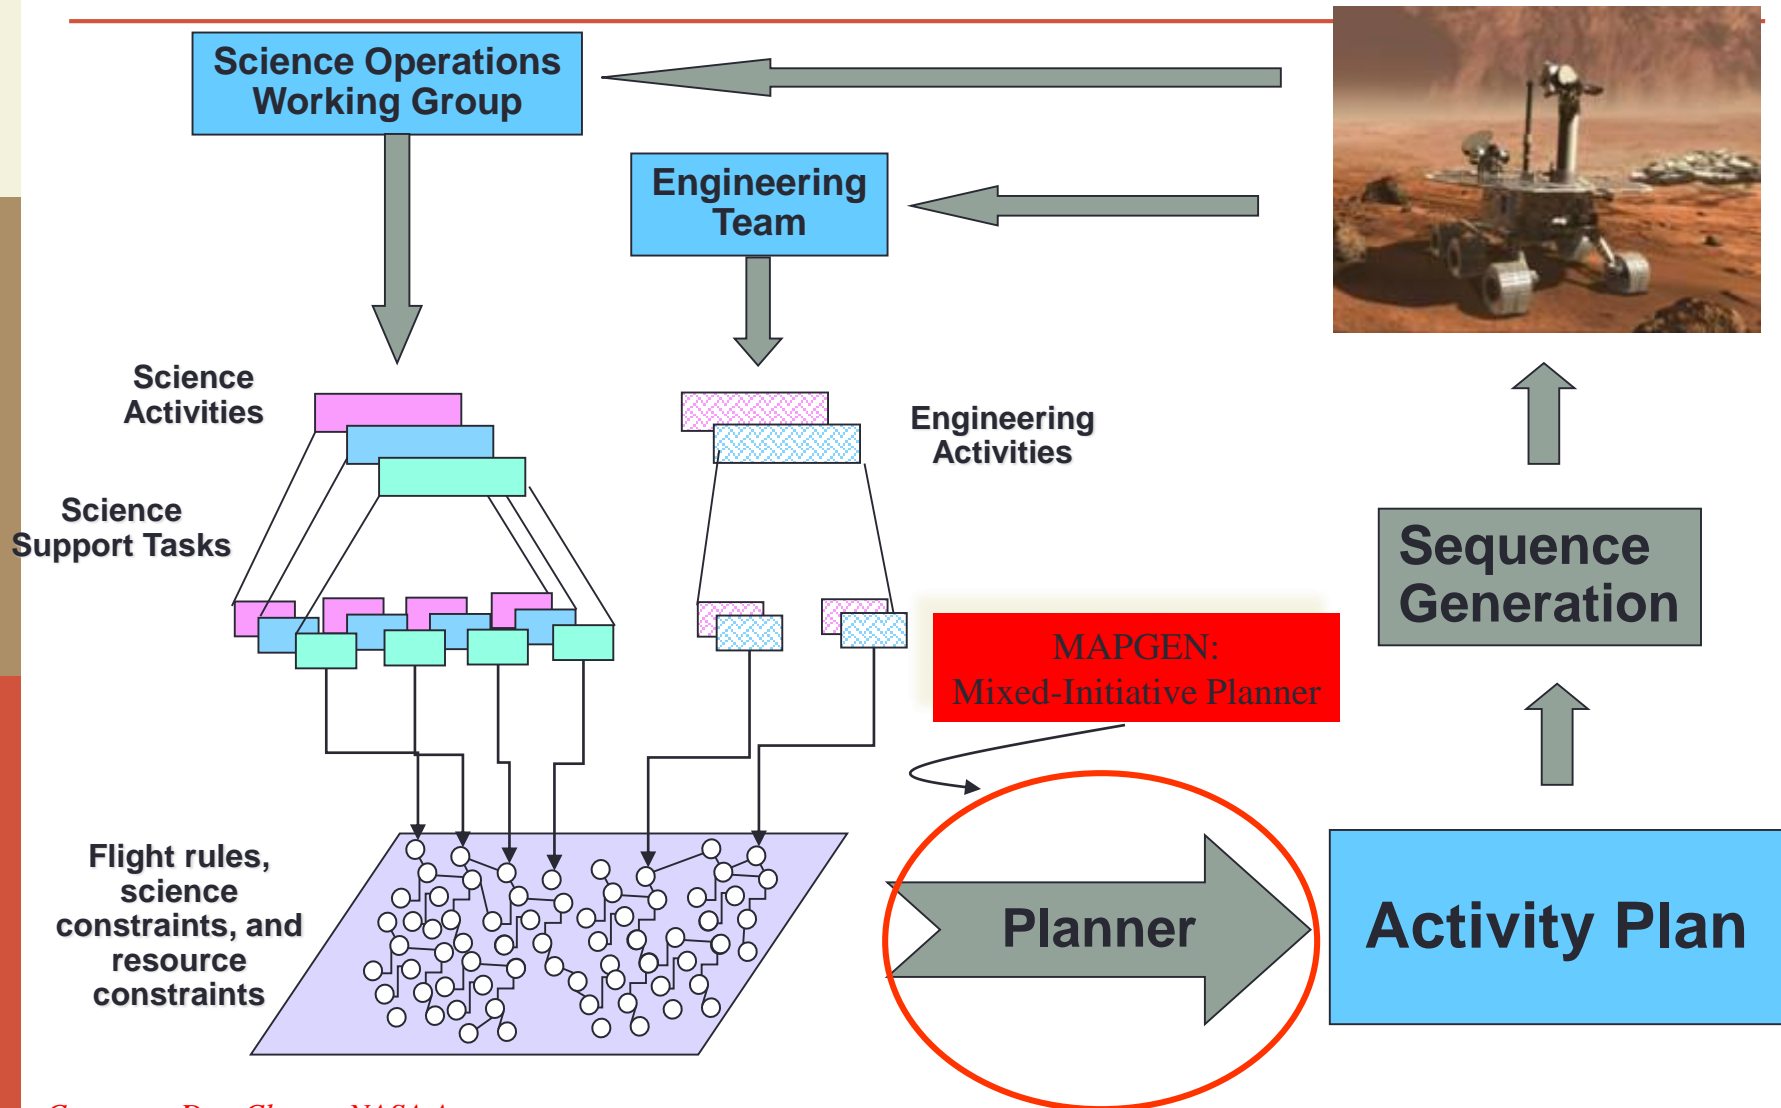 Science Operations
Working Group
Engineering
Team
Science
Activities
Engineering
Activities
Science
Support Tasks
Sequence
Generation
MAPGEN:
Mixed-Initiative Planner
Flight rules,
science
constraints, and
resource
constraints
Planner
Activity Plan